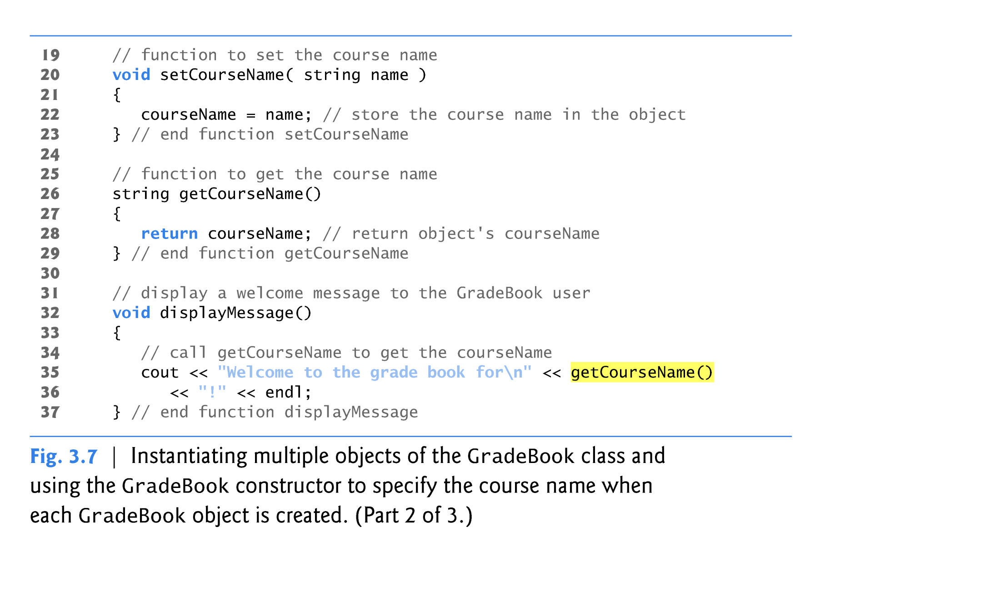 19 // function to set the course name
20 void setCourseName( string name )
21 {
22 courseName = name; // store the course name in the object
23 } // end function setCourseName
24
25 // function to get the course name
26 string getCourseName()
27 {
28 return courseName; // return object's courseName
29 } // end function getCourseName
30
31 // display a welcome message to the GradeBook user
32 void displayMessage()
33 {
34 // call getCourseName to get the courseName
35 cout << "Welcome to the grade book for\n" << getCourseName()
36 << "!" << endl;
37 } // end function displayMessage
Fig. 3.7 | Instantiating multiple objects of the GradeBook class and
using the GradeBook constructor to specify the course name when
each GradeBook object is created. (Part 2 of 3.)